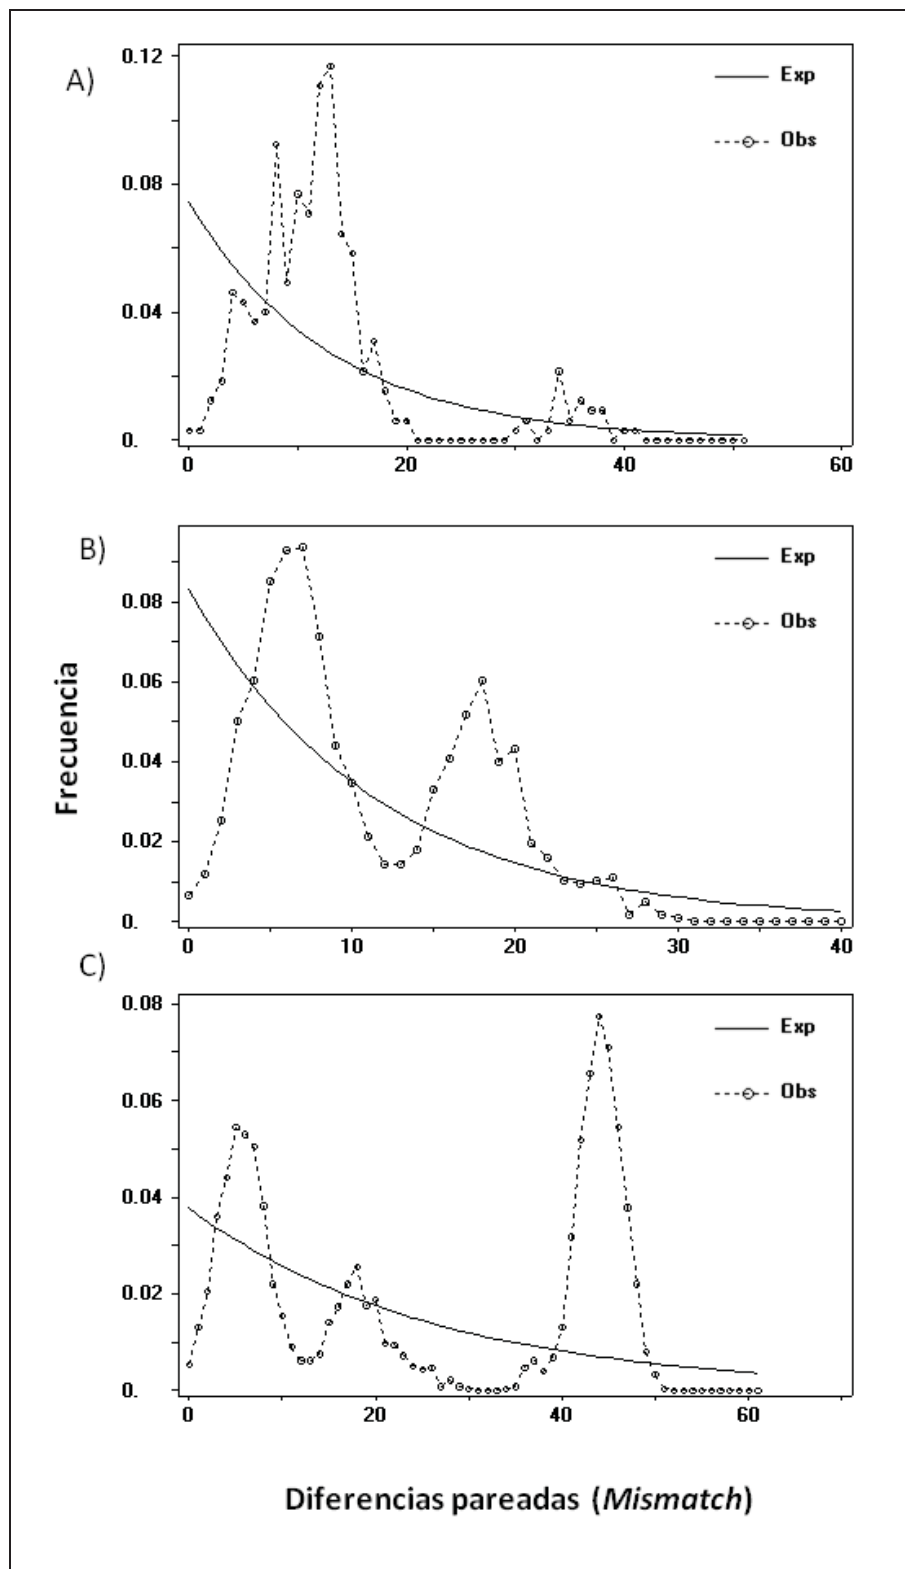 A)
0.12
0.08
0.04
0.
0 20 40 60
Exp
Obs
B)
0.08
0.06
0.04
0.02
0.
0 10 20 30 40
Exp
Obs
Frecuencia
C)
0.08
0.06
0.04
0.02
0.
0 20 40 60
Exp
Obs
Diferencias pareadas (Mismatch)